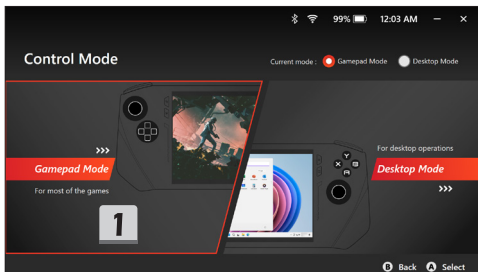 99% 12:03 AM
Control Mode
Current mode : Gamepad Mode Desktop Mode
>>>
Gamepad Mode
For most of the games
1
Y
X
For desktop operations
Desktop Mode
>>>
B Back A Select